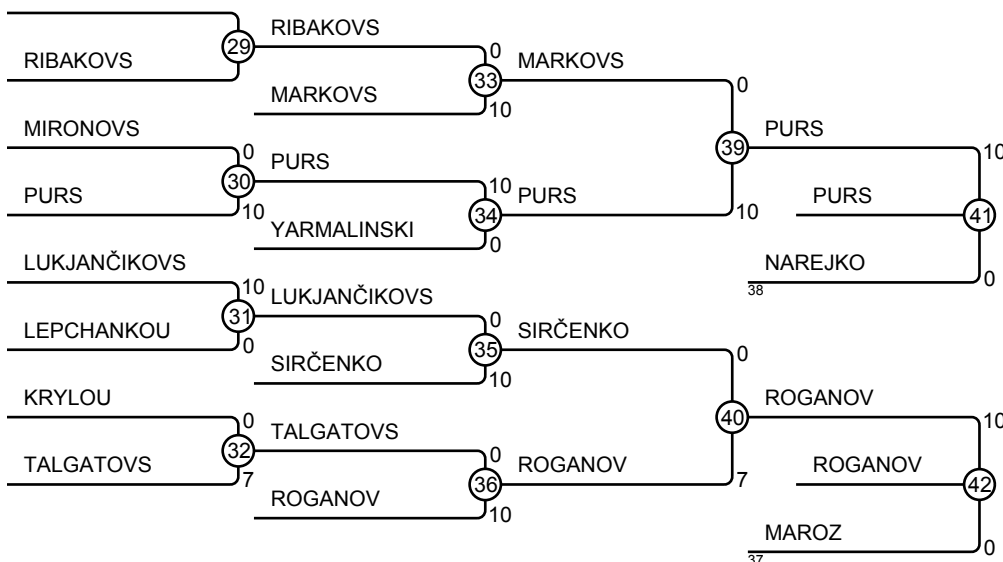 RIBAKOVS
29
RIBAKOVS
0
33
MARKOVS
10
MARKOVS
MIRONOVS
0
30
PURS
10
PURS
10
34
YARMALINSKI
0
PURS
0
39
10
PURS
10
PURS
41
NAREJKO
38
0
LUKJANČIKOVS
10
31
LEPCHANKOU
0
LUKJANČIKOVS
0
35
SIRČENKO
10
SIRČENKO
KRYLOU
0
32
TALGATOVS
7
TALGATOVS
0
36
ROGANOV
10
ROGANOV
0
40
7
ROGANOV
10
ROGANOV
42
MAROZ
37
0